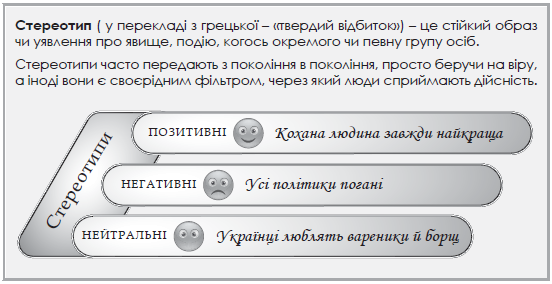 Стереотип ( у перекладі з грецької – «твердий відбиток») – це стійкий образ
чи уявлення про явище, подію, когось окремого чи певну групу осіб.
Стереотипи часто передають з покоління в покоління, просто беручи на віру,
а іноді вони є своєрідним фільтром, через який люди сприймають дійсність.
Стереотипи
ПОЗИТИВНІ Кохана людина завжди найкраща
НЕГАТИВНІ Усі політики погані
НЕЙТРАЛЬНІ Українці люблять вареники й борщ